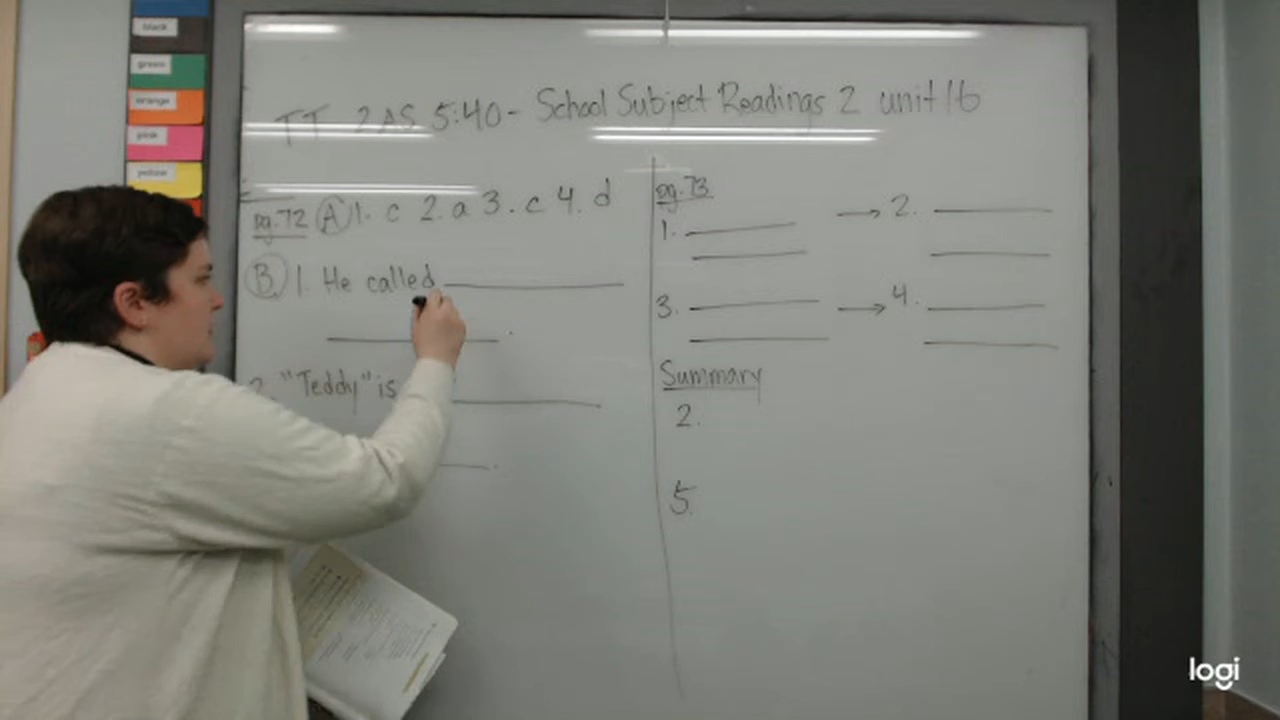 black
green
orange
pink
yellow
TT 2AS 5:40 - School Subject Readings 2 unit 16
pg.72 A 1. c 2. a 3. c 4. d
B. 1. He called
2. "Teddy" is
pg.73
1. → 2.
3. → 4.
Summary
2.
5.
logi